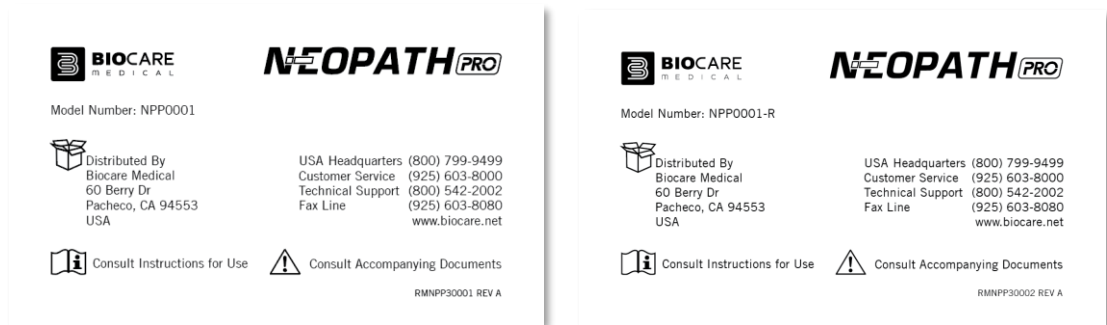 BIOCARE
MEDICAL
NEOPATH PRO
Model Number: NPP0001
Distributed By
Biocare Medical
60 Berry Dr
Pacheco, CA 94553
USA
USA Headquarters (800) 799-9499
Customer Service (925) 603-8000
Technical Support (800) 542-2002
Fax Line (925) 603-8080
www.biocare.net
Consult Instructions for Use
Consult Accompanying Documents
RMNPP30001 REV A
BIOCARE
MEDICAL
NEOPATH PRO
Model Number: NPP0001-R
Distributed By
Biocare Medical
60 Berry Dr
Pacheco, CA 94553
USA
USA Headquarters (800) 799-9499
Customer Service (925) 603-8000
Technical Support (800) 542-2002
Fax Line (925) 603-8080
www.biocare.net
Consult Instructions for Use
Consult Accompanying Documents
RMNPP30002 REV A